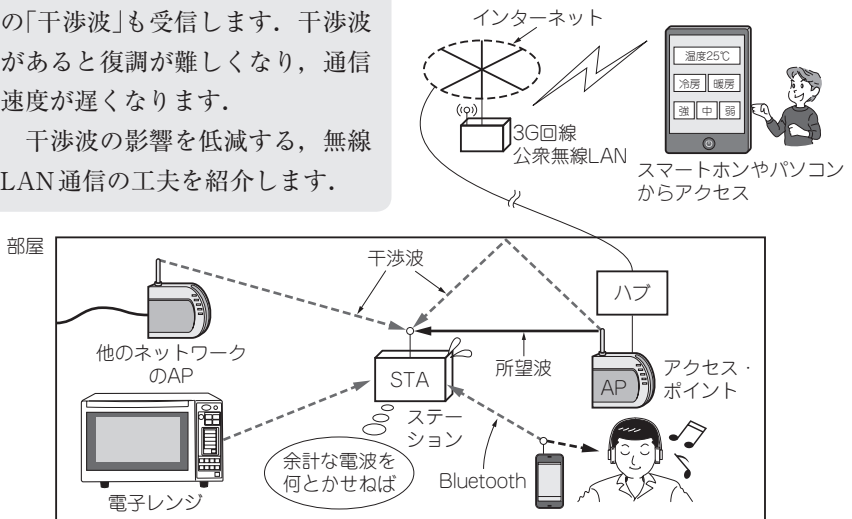 の「干渉波」も受信します．干渉波
があると復調が難しくなり，通信
速度が遅くなります．
干渉波の影響を低減する，無線
LAN通信の工夫を紹介します．
インターネット
3G回線
公衆無線LAN
温度25℃
冷房 暖房
強 中 弱
スマートホンやパソコン
からアクセス
部屋
干渉波
ハブ
他のネットワーク
のAP
STA
所望波
AP
アクセス・
ポイント
ステー
ション
余計な電波を
何とかせねば
Bluetooth
電子レンジ